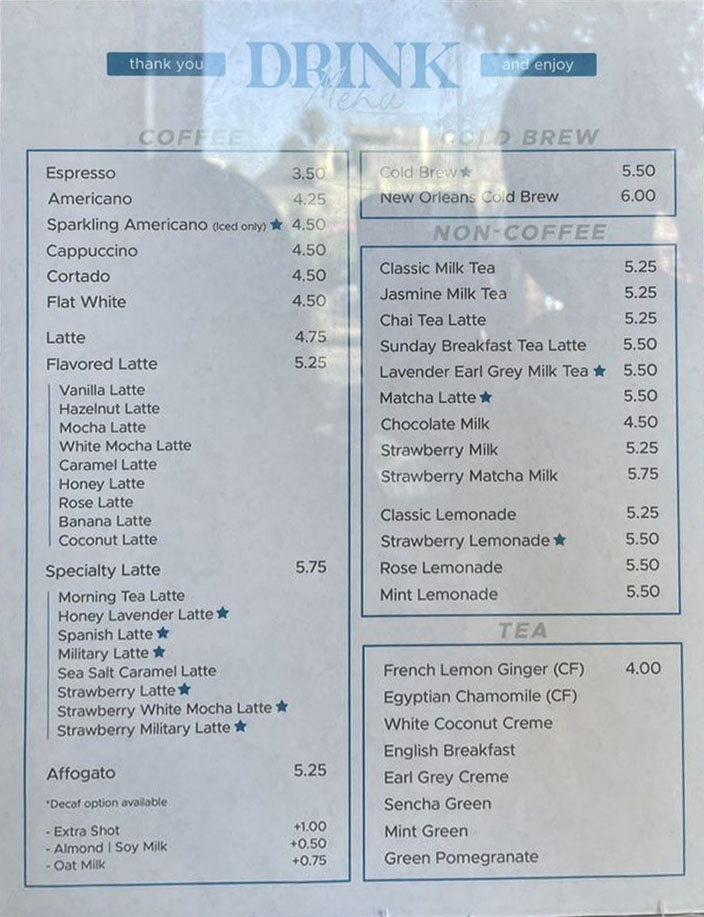 thank you
DRINK
Menu
and enjoy
COFFEE
Espresso 3.50
Americano 4.25
Sparkling Americano (Iced only) ★ 4.50
Cappuccino 4.50
Cortado 4.50
Flat White 4.50
Latte 4.75
Flavored Latte 5.25
Vanilla Latte
Hazelnut Latte
Mocha Latte
White Mocha Latte
Caramel Latte
Honey Latte
Rose Latte
Banana Latte
Coconut Latte
Specialty Latte 5.75
Morning Tea Latte
Honey Lavender Latte ★
Spanish Latte ★
Military Latte ★
Sea Salt Caramel Latte
Strawberry Latte ★
Strawberry White Mocha Latte ★
Strawberry Military Latte ★
Affogato 5.25
*Decaf option available
- Extra Shot +1.00
- Almond | Soy Milk +0.50
- Oat Milk +0.75
COLD BREW
Cold Brew ★ 5.50
New Orleans Cold Brew 6.00
NON-COFFEE
Classic Milk Tea 5.25
Jasmine Milk Tea 5.25
Chai Tea Latte 5.25
Sunday Breakfast Tea Latte 5.50
Lavender Earl Grey Milk Tea ★ 5.50
Matcha Latte ★ 5.50
Chocolate Milk 4.50
Strawberry Milk 5.25
Strawberry Matcha Milk 5.75
Classic Lemonade 5.25
Strawberry Lemonade ★ 5.50
Rose Lemonade 5.50
Mint Lemonade 5.50
TEA
French Lemon Ginger (CF) 4.00
Egyptian Chamomile (CF)
White Coconut Creme
English Breakfast
Earl Grey Creme
Sencha Green
Mint Green
Green Pomegranate